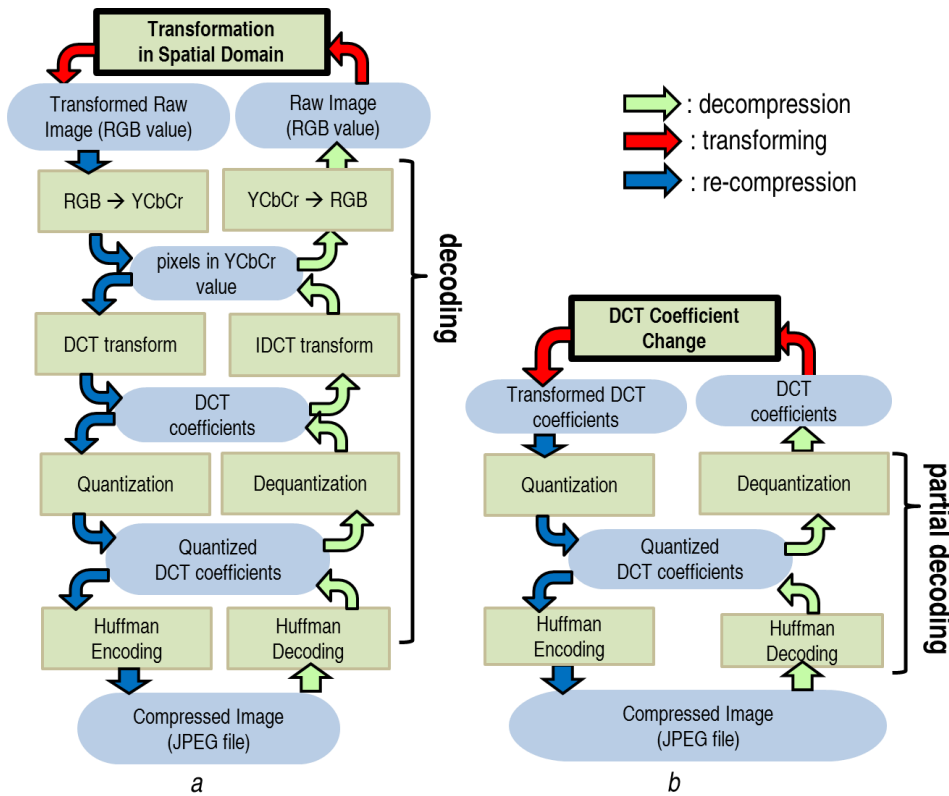 Transformation
in Spatial Domain
Transformed Raw
Image (RGB value)
Raw Image
(RGB value)
RGB → YCbCr
YCbCr → RGB
pixels in YCbCr
value
DCT transform
IDCT transform
DCT
coefficients
Quantization
Dequantization
Quantized
DCT coefficients
Huffman
Encoding
Huffman
Decoding
Compressed Image
(JPEG file)
decoding
a
: decompression
: transforming
: re-compression
DCT Coefficient
Change
Transformed DCT
coefficients
DCT
coefficients
Quantization
Dequantization
Quantized
DCT coefficients
Huffman
Encoding
Huffman
Decoding
Compressed Image
(JPEG file)
partial decoding
b